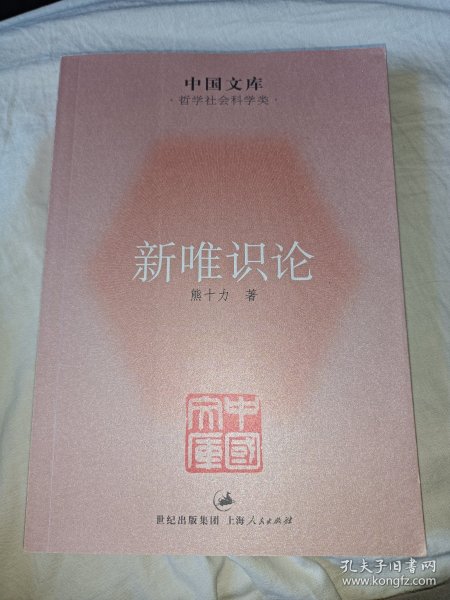 中国文库
·哲学社会科学类·
新唯识论
熊十力 著
中國
文庫
世纪出版集团 上海人民出版社
孔夫子旧书网
www.kongfz.com